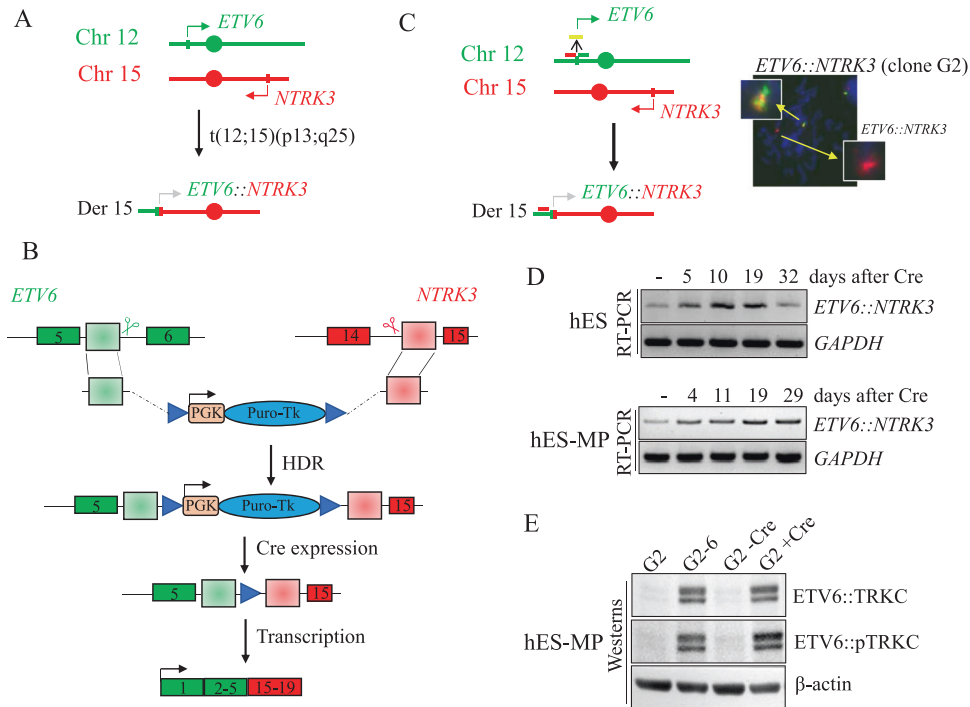 A
Chr 12
ETV6
Chr 15
NTRK3
t(12;15)(p13;q25)
ETV6::NTRK3
Der 15
B
ETV6
NTRK3
5
6
14
15
PGK
Puro-Tk
HDR
5
PGK
Puro-Tk
15
Cre expression
5
15
Transcription
1
2-5
15-19
C
ETV6
Chr 12
Chr 15
NTRK3
ETV6::NTRK3
Der 15
ETV6::NTRK3 (clone G2)
ETV6::NTRK3
D
- 5 10 19 32 days after Cre
hES
RT-PCR
ETV6::NTRK3
GAPDH
- 4 11 19 29 days after Cre
hES-MP
RT-PCR
ETV6::NTRK3
GAPDH
E
G2 G2-6 G2 -Cre G2 +Cre
hES-MP
Westerns
ETV6::TRKC
ETV6::pTRKC
β-actin